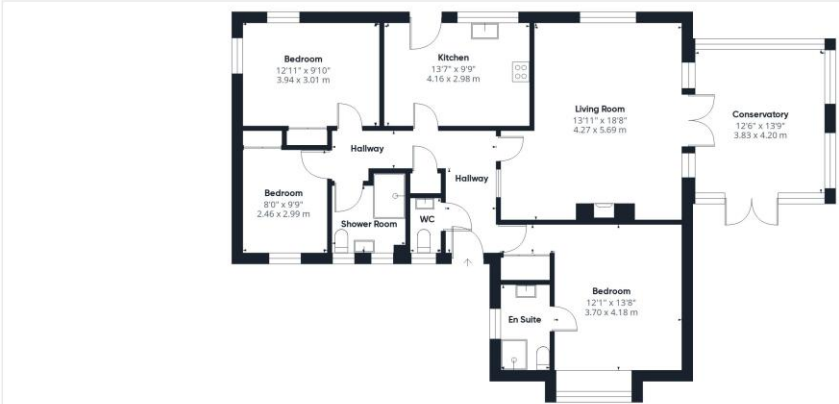 Bedroom
12'11" x 9'10"
3.94 x 3.01 m
Kitchen
13'7" x 9'9"
4.16 x 2.98 m
Living Room
13'11" x 18'8"
4.27 x 5.69 m
Conservatory
12'6" x 13'9"
3.83 x 4.20 m
Hallway
Hallway
Bedroom
8'0" x 9'9"
2.46 x 2.99 m
Shower Room
WC
Bedroom
12'1" x 13'8"
3.70 x 4.18 m
En Suite